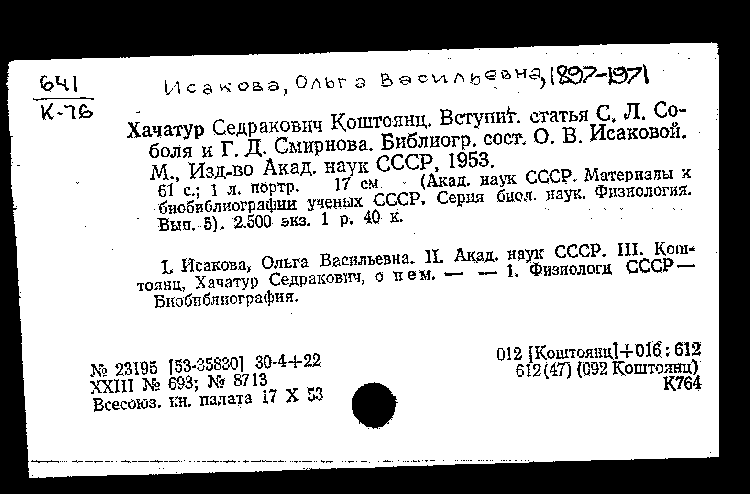 641
К-76
Исакова, Ольга Васильевна, 1897-1971
Хачатур Седракович Коштоянц. Вступит. статья С. Л. Со-
боля и Г. Д. Смирнова. Библиогр. сост. О. В. Исаковой.
М., Изд-во Акад. наук СССР, 1953.
61 с.; 1 л. портр. 17 см. (Акад. наук СССР. Материалы к
биобиблиографии ученых СССР. Серия биол. наук. Физиология.
Вып. 5). 2.500 экз. 1 р. 40 к.
I. Исакова, Ольга Васильевна. II. Акад. наук СССР. III. Кош-
тоянц, Хачатур Седракович, о нем. — — 1. Физиологи СССР —
Биобиблиография.
№ 23195 [53-35830] 30-4+22
XXIII № 693; № 8713
Всесоюз. кн. палата 17 X 53
012 [Коштоянц]+016:612
612(47) (092 Коштоянц)
К764